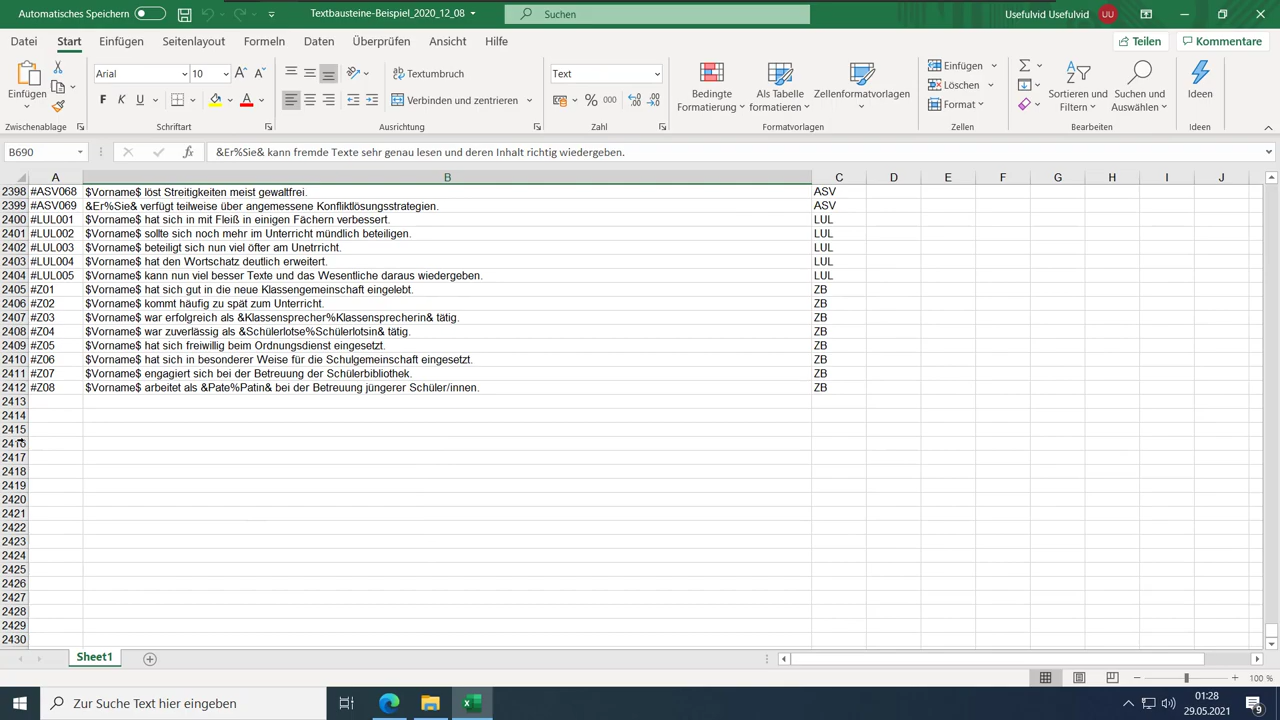 Automatisches Speichern
Textbausteine-Beispiel_2020_12_08
Suchen
Usefulvid Usefulvid UU
Datei Start Einfügen Seitenlayout Formeln Daten Überprüfen Ansicht Hilfe Teilen Kommentare
Arial 10 Textumbruch Text Einfügen
Einfügen F K U A Verbinden und zentrieren % 000 Bedingte Formatierung Als Tabelle formatieren Zellenformatvorlagen Löschen Format Sortieren und Filtern Suchen und Auswählen Ideen
Zwischenablage Schriftart Ausrichtung Zahl Formatvorlagen Zellen Bearbeiten Ideen
B690 fx &Er%Sie& kann fremde Texte sehr genau lesen und deren Inhalt richtig wiedergeben.
A B C D E F G H I J
2398 #ASV068 $Vorname$ löst Streitigkeiten meist gewaltfrei. ASV
2399 #ASV069 &Er%Sie& verfügt teilweise über angemessene Konfliktlösungsstrategien. ASV
2400 #LUL001 $Vorname$ hat sich in mit Fleiß in einigen Fächern verbessert. LUL
2401 #LUL002 $Vorname$ sollte sich noch mehr im Unterricht mündlich beteiligen. LUL
2402 #LUL003 $Vorname$ beteiligt sich nun viel öfter am Unetrricht. LUL
2403 #LUL004 $Vorname$ hat den Wortschatz deutlich erweitert. LUL
2404 #LUL005 $Vorname$ kann nun viel besser Texte und das Wesentliche daraus wiedergeben. LUL
2405 #Z01 $Vorname$ hat sich gut in die neue Klassengemeinschaft eingelebt. ZB
2406 #Z02 $Vorname$ kommt häufig zu spät zum Unterricht. ZB
2407 #Z03 $Vorname$ war erfolgreich als &Klassensprecher%Klassensprecherin& tätig. ZB
2408 #Z04 $Vorname$ war zuverlässig als &Schülerlotse%Schülerlotsin& tätig. ZB
2409 #Z05 $Vorname$ hat sich freiwillig beim Ordnungsdienst eingesetzt. ZB
2410 #Z06 $Vorname$ hat sich in besonderer Weise für die Schulgemeinschaft eingesetzt. ZB
2411 #Z07 $Vorname$ engagiert sich bei der Betreuung der Schülerbibliothek. ZB
2412 #Z08 $Vorname$ arbeitet als &Pate%Patin& bei der Betreuung jüngerer Schüler/innen. ZB
2413
2414
2415
2416
2417
2418
2419
2420
2421
2422
2423
2424
2425
2426
2427
2428
2429
2430
Sheet1
100 %
Zur Suche Text hier eingeben
01:28
29.05.2021
9